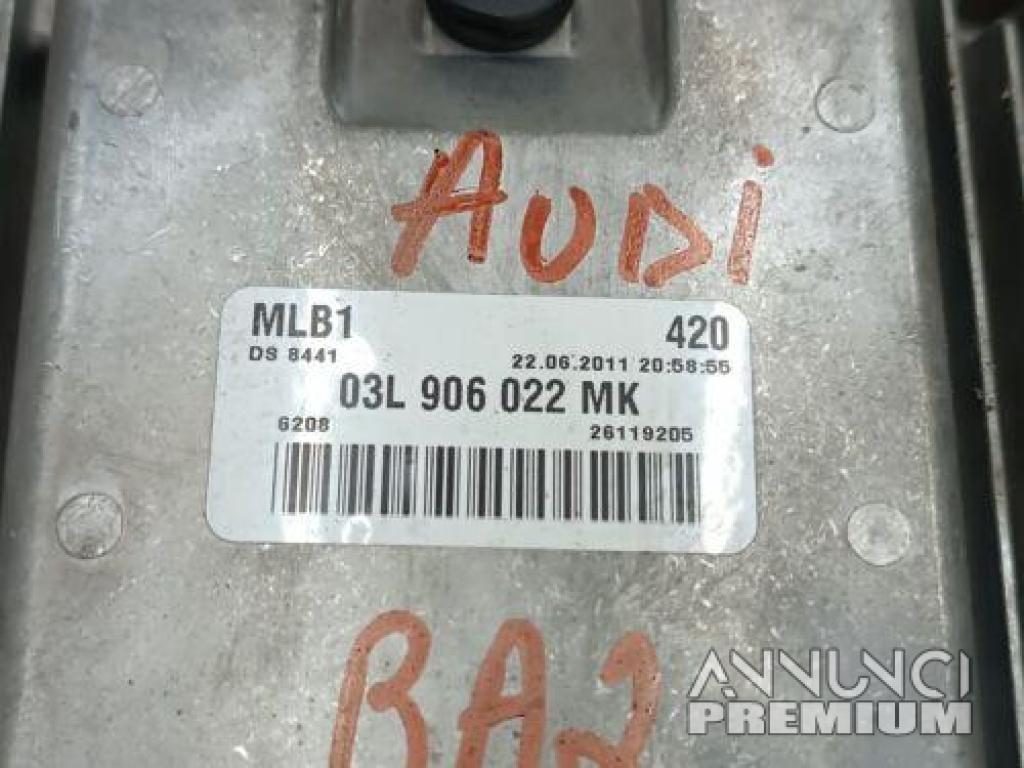 AUDi
MLB1 420
DS 8441 22.06.2011 20:58:55
03L 906 022 MK
6208 26119205
BA2
ANNUNCI
PREMIUM